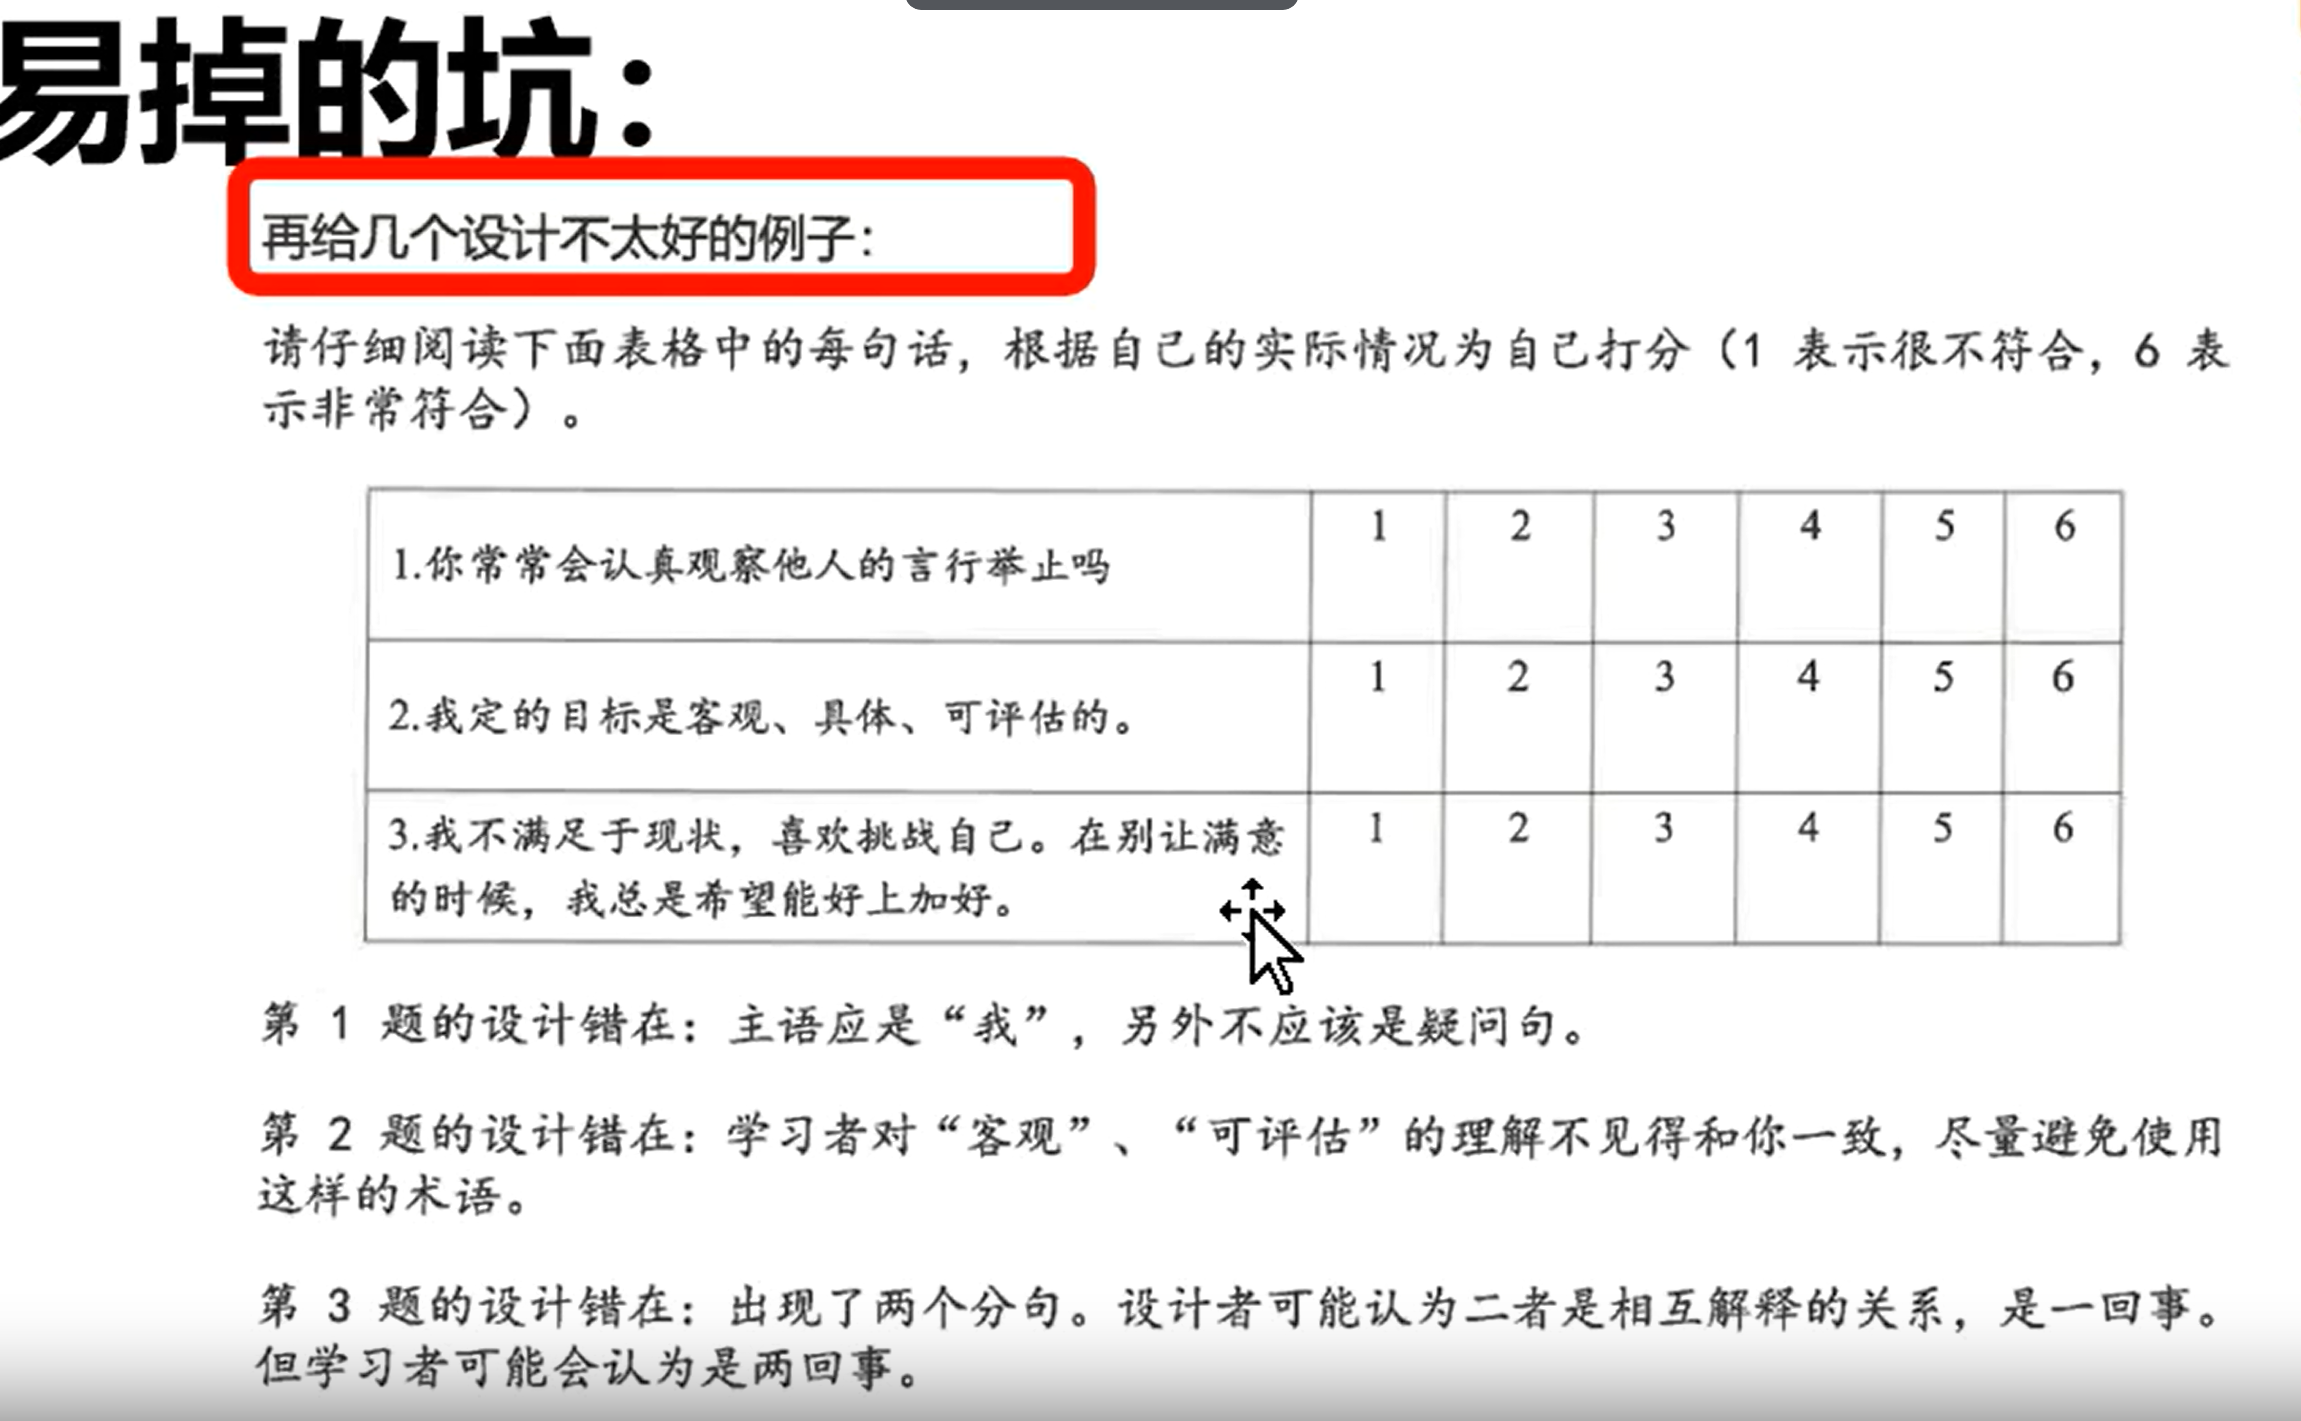 易掉的坑：
再给几个设计不太好的例子：
请仔细阅读下面表格中的每句话，根据自己的实际情况为自己打分（1 表示很不符合，6 表
示非常符合）。
1.你常常会认真观察他人的言行举止吗 1 2 3 4 5 6
2.我定的目标是客观、具体、可评估的。 1 2 3 4 5 6
3.我不满足于现状，喜欢挑战自己。在别让满意 1 2 3 4 5 6
的时候，我总是希望能好上加好。
第 1 题的设计错在：主语应是“我”，另外不应该是疑问句。
第 2 题的设计错在：学习者对“客观”、“可评估”的理解不见得和你一致，尽量避免使用
这样的术语。
第 3 题的设计错在：出现了两个分句。设计者可能认为二者是相互解释的关系，是一回事。
但学习者可能会认为是两回事。